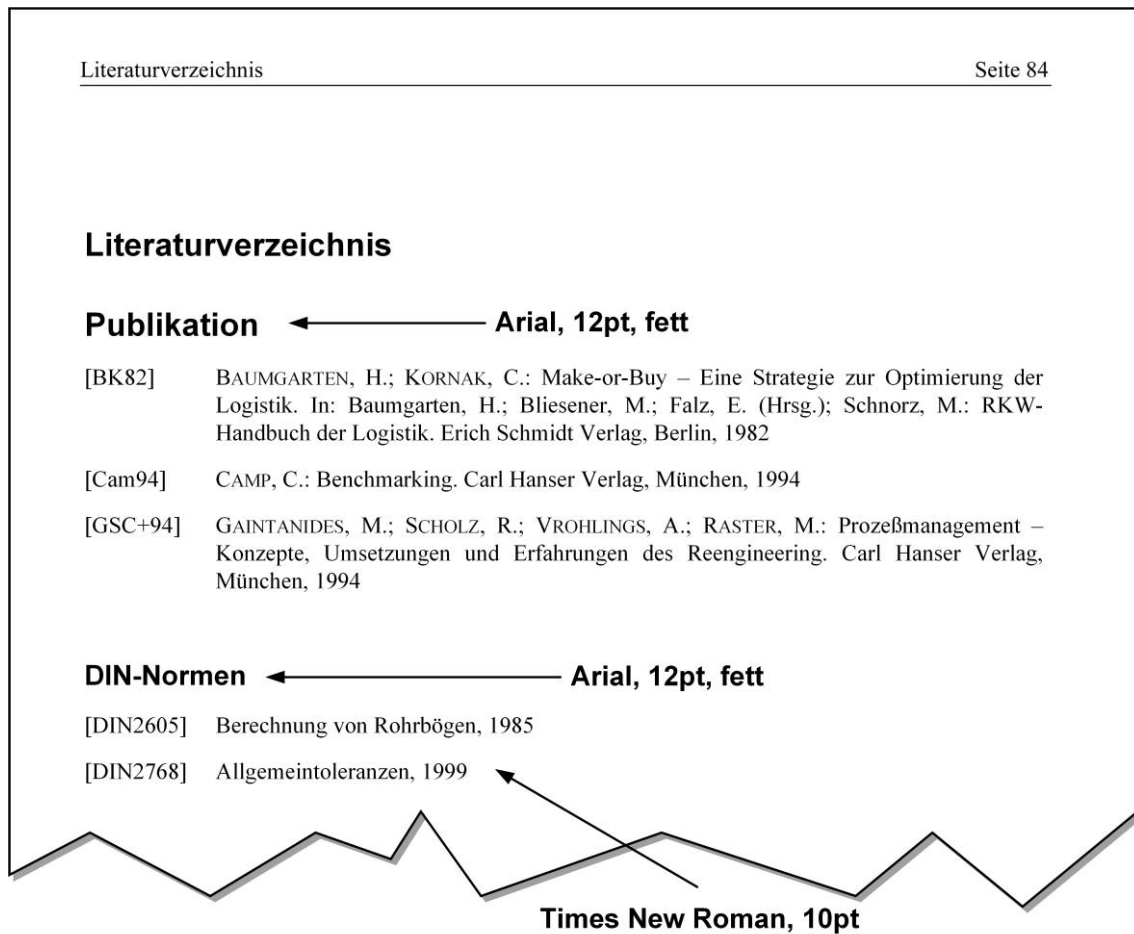 Literaturverzeichnis Seite 84
Literaturverzeichnis
Publikation Arial, 12pt, fett
[BK82] BAUMGARTEN, H.; KORNAK, C.: Make-or-Buy – Eine Strategie zur Optimierung der
Logistik. In: Baumgarten, H.; Bliesener, M.; Falz, E. (Hrsg.); Schnorz, M.: RKW-
Handbuch der Logistik. Erich Schmidt Verlag, Berlin, 1982
[Cam94] CAMP, C.: Benchmarking. Carl Hanser Verlag, München, 1994
[GSC+94] GAINTANIDES, M.; SCHOLZ, R.; VROHLINGS, A.; RASTER, M.: Prozeßmanagement –
Konzepte, Umsetzungen und Erfahrungen des Reengineering. Carl Hanser Verlag,
München, 1994
DIN-Normen Arial, 12pt, fett
[DIN2605] Berechnung von Rohrbögen, 1985
[DIN2768] Allgemeintoleranzen, 1999
Times New Roman, 10pt